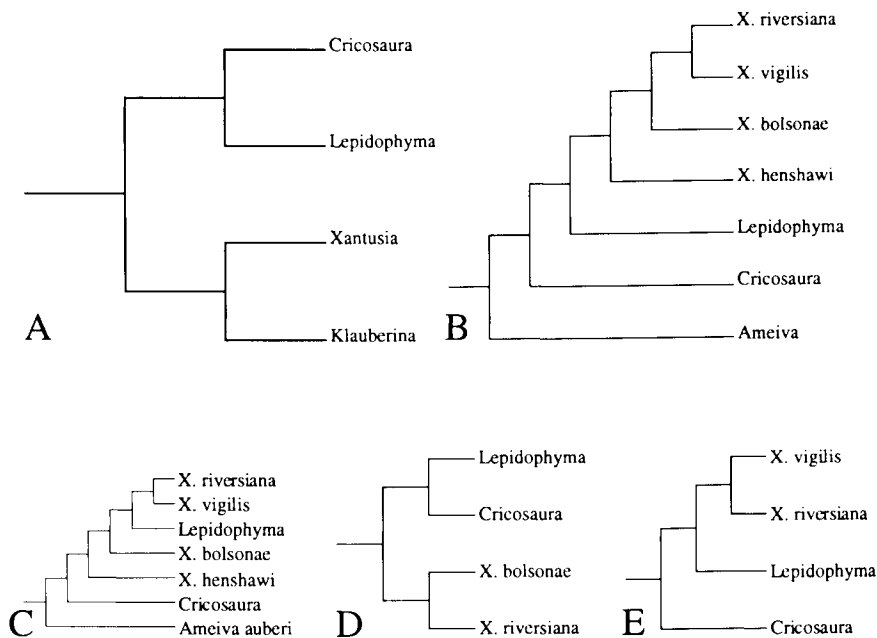 Cricosaura
Lepidophyma
Xantusia
Klauberina
A
X. riversiana
X. vigilis
X. bolsonae
X. henshawi
Lepidophyma
Cricosaura
Ameiva
B
X. riversiana
X. vigilis
Lepidophyma
X. bolsonae
X. henshawi
Cricosaura
Ameiva auberi
C
Lepidophyma
Cricosaura
X. bolsonae
X. riversiana
D
X. vigilis
X. riversiana
Lepidophyma
Cricosaura
E